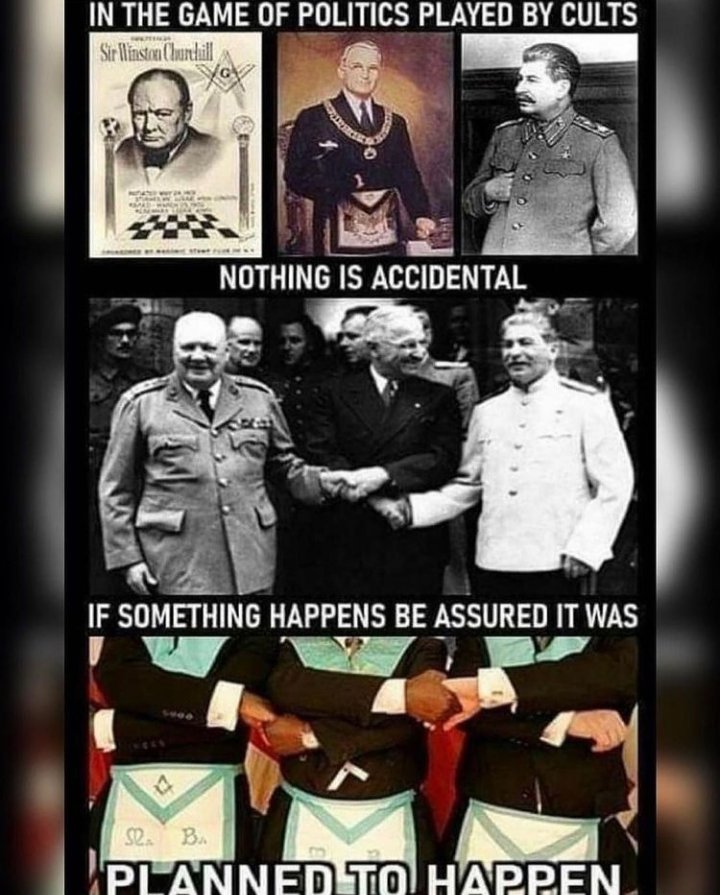 IN THE GAME OF POLITICS PLAYED BY CULTS
Sir Winston Churchill
G
NOTHING IS ACCIDENTAL
IF SOMETHING HAPPENS BE ASSURED IT WAS
PLANNED TO HAPPEN